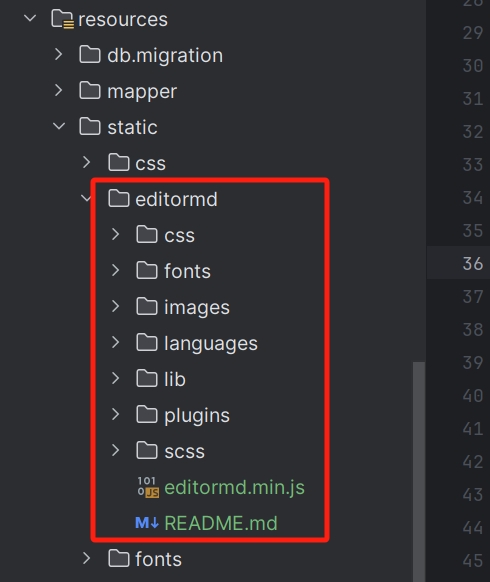 resources
db.migration
mapper
static
css
editormd
css
fonts
images
languages
lib
plugins
scss
editormd.min.js
README.md
fonts
28
29
30
31
32
33
34
35
36
37
38
39
40
41
42
43
44
45